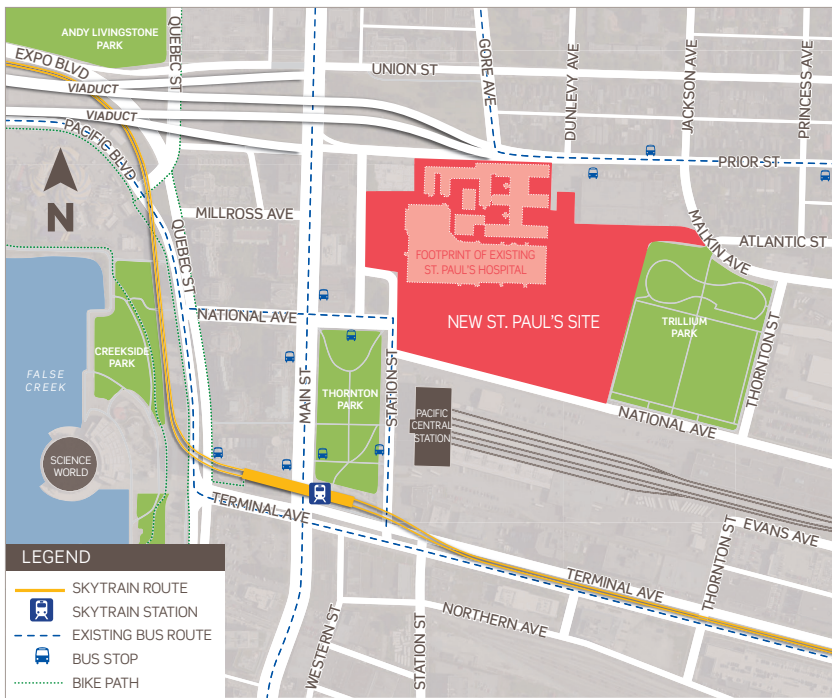 ANDY LIVINGSTONE
PARK
QUEBEC ST
EXPO BLVD
VIADUCT
VIADUCT
PACIFIC BLVD
UNION ST
GORE AVE
DUNLEVY AVE
JACKSON AVE
PRINCESS AVE
PRIOR ST
N
MILLROSS AVE
QUEBEC ST
MALKIN AVE
ATLANTIC ST
FOOTPRINT OF EXISTING
ST. PAUL'S HOSPITAL
NEW ST. PAUL'S SITE
TRILLIUM
PARK
THORNTON ST
NATIONAL AVE
CREEKSIDE
PARK
FALSE
CREEK
MAIN ST
THORNTON
PARK
STATION ST
PACIFIC
CENTRAL
STATION
NATIONAL AVE
SCIENCE
WORLD
TERMINAL AVE
EVANS AVE
THORNTON ST
TERMINAL AVE
NORTHERN AVE
WESTERN ST
STATION ST
LEGEND
SKYTRAIN ROUTE
SKYTRAIN STATION
EXISTING BUS ROUTE
BUS STOP
BIKE PATH